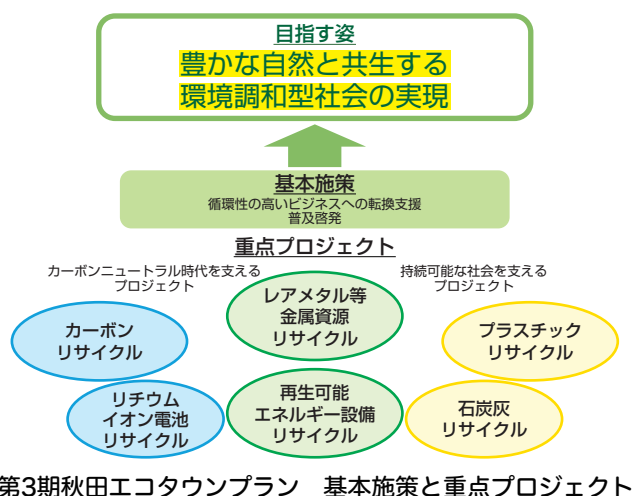 目指す姿
豊かな自然と共生する
環境調和型社会の実現
基本施策
循環性の高いビジネスへの転換支援
普及啓発
重点プロジェクト
カーボンニュートラル時代を支える
プロジェクト
持続可能な社会を支える
プロジェクト
カーボン
リサイクル
レアメタル等
金属資源
リサイクル
プラスチック
リサイクル
リチウム
イオン電池
リサイクル
再生可能
エネルギー設備
リサイクル
石炭灰
リサイクル
第3期秋田エコタウンプラン 基本施策と重点プロジェクト